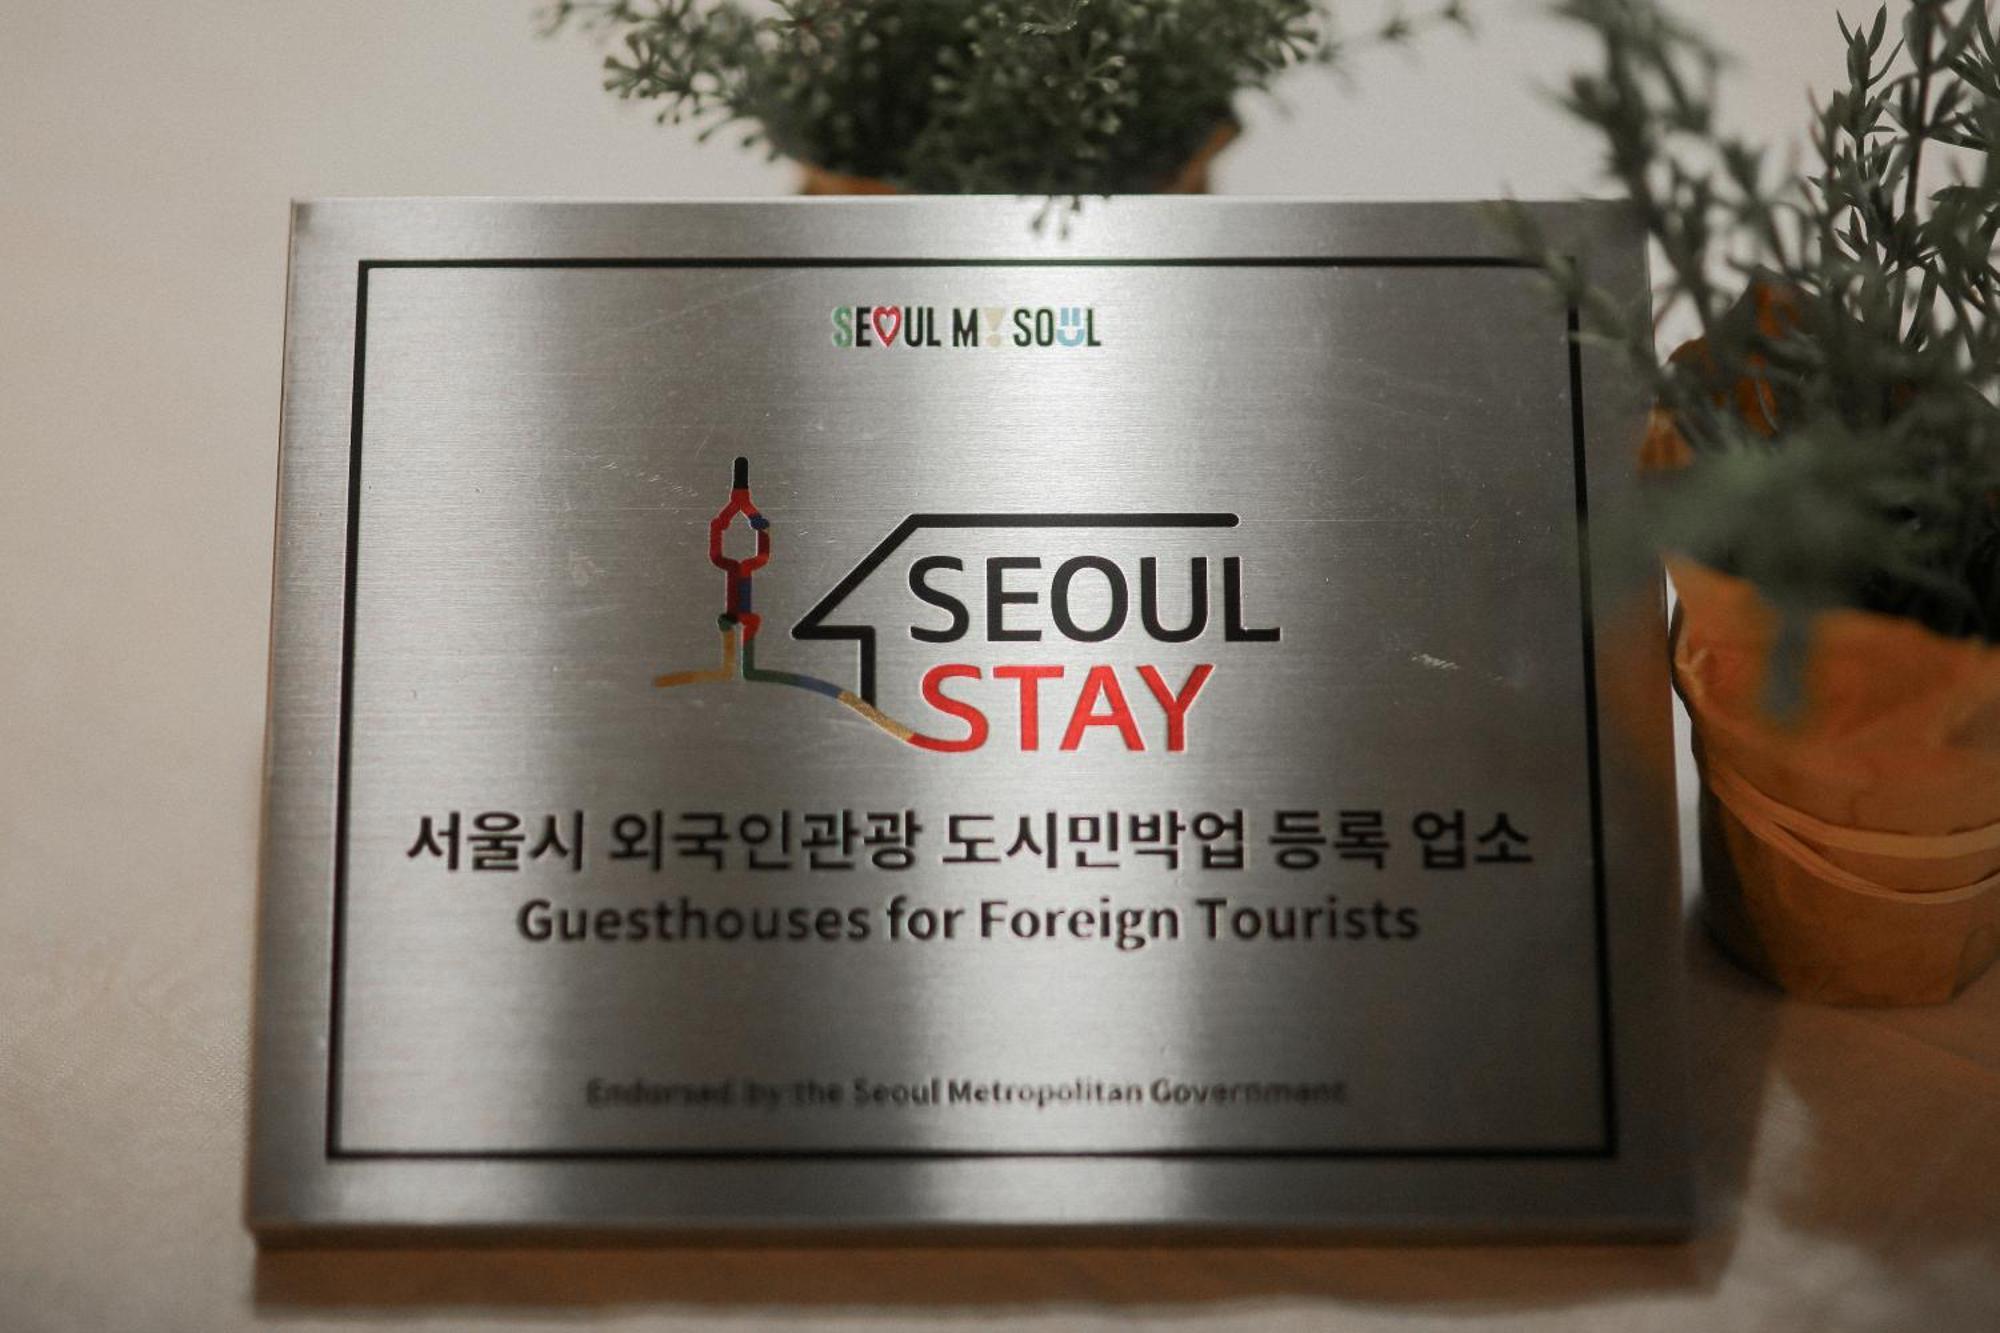 SEOUL MY SOUL
SEOUL
STAY
서울시 외국인관광 도시민박업 등록 업소
Guesthouses for Foreign Tourists
Endorsed by the Seoul Metropolitan Government